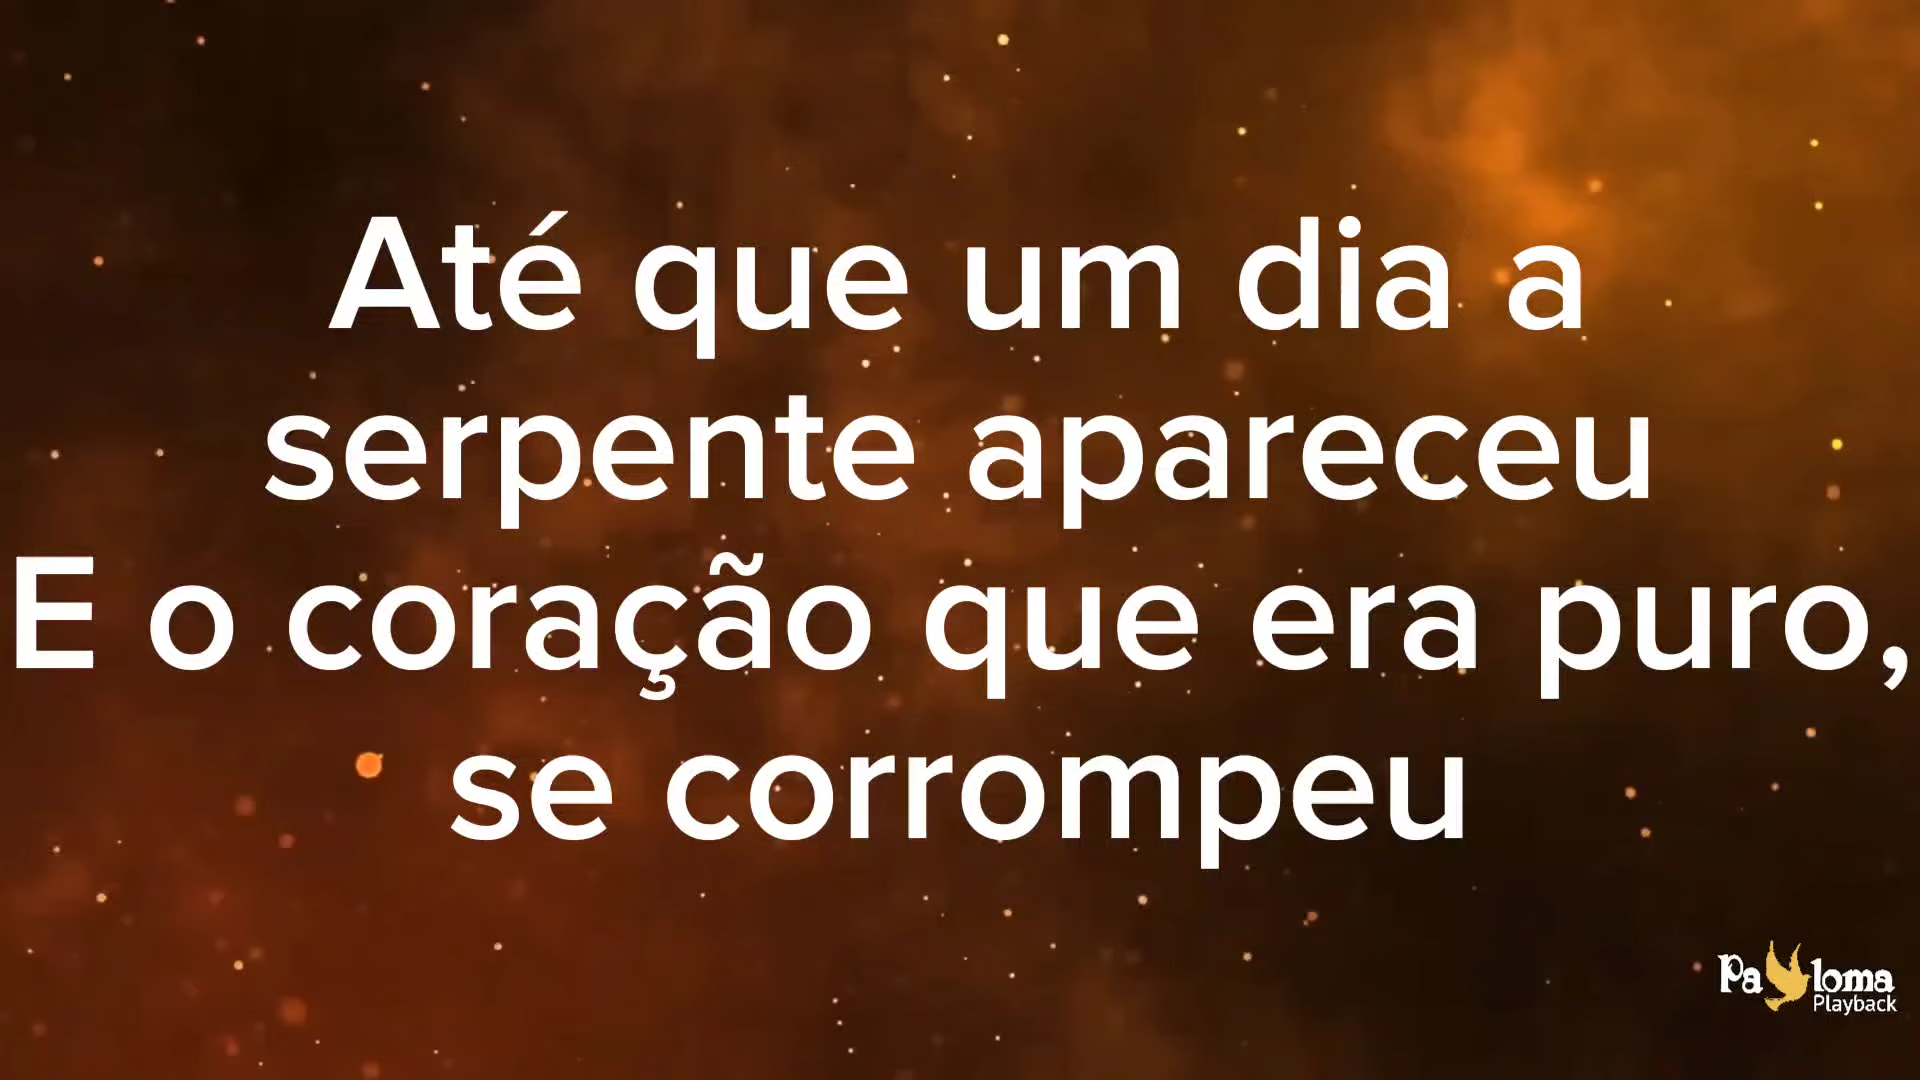 Até que um dia a
serpente apareceu
E o coração que era puro,
se corrompeu
Paloma
Playback